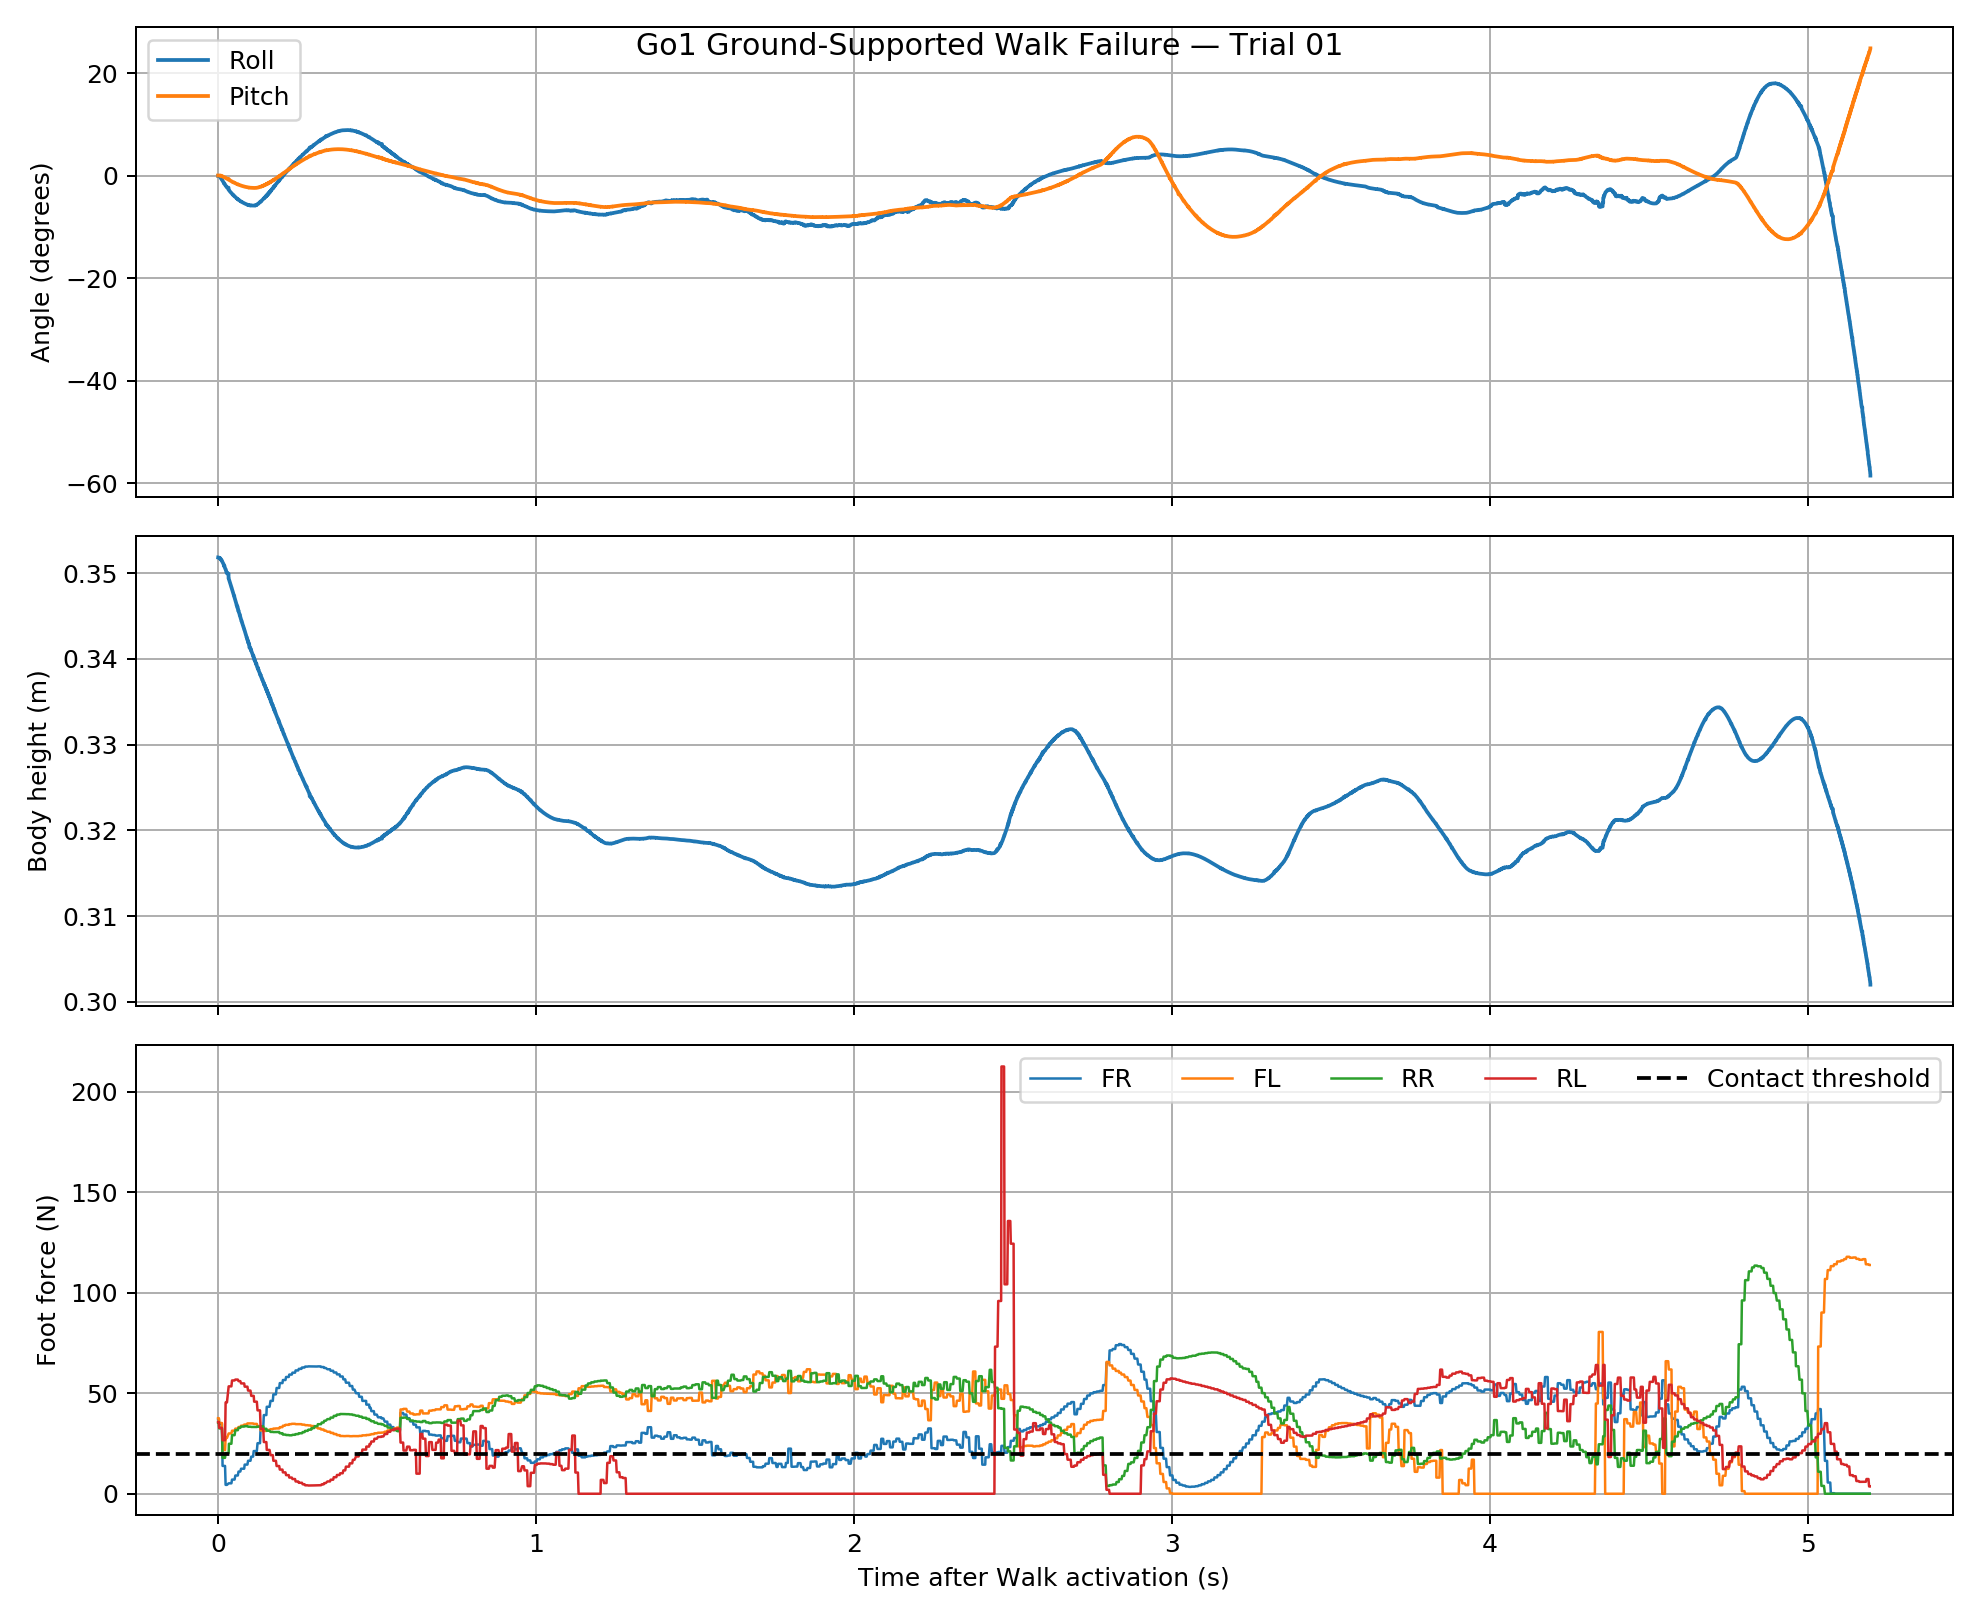 Go1 Ground-Supported Walk Failure — Trial 01
Roll
Pitch
20
0
−20
−40
−60
Angle (degrees)
0.35
0.34
0.33
0.32
0.31
0.30
Body height (m)
FR FL RR RL Contact threshold
200
150
100
50
0
Foot force (N)
0 1 2 3 4 5
Time after Walk activation (s)